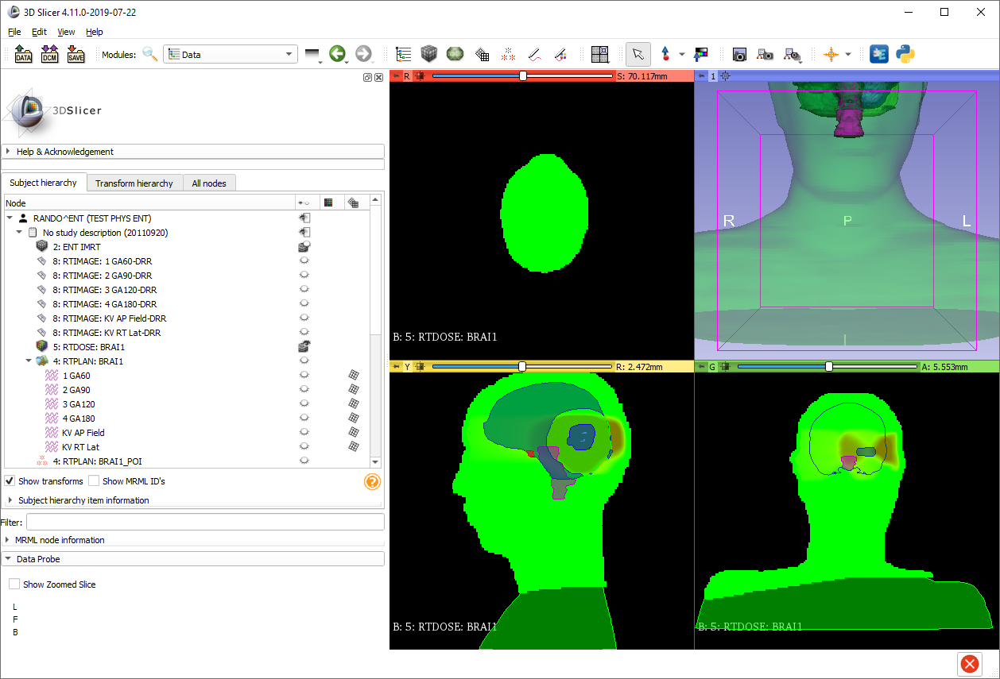 3D Slicer 4.11.0-2019-07-22
File Edit View Help
DATA DCM SAVE Modules: Data
R S: 70.117mm
1
3DSlicer
Help & Acknowledgement
Subject hierarchy Transform hierarchy All nodes
Node
RANDO^ENT (TEST PHYS ENT)
No study description (20110920)
2: ENT IMRT
8: RTIMAGE: 1 GA60-DRR
8: RTIMAGE: 2 GA90-DRR
8: RTIMAGE: 3 GA120-DRR
8: RTIMAGE: 4 GA180-DRR
8: RTIMAGE: KV AP Field-DRR
8: RTIMAGE: KV RT Lat-DRR
5: RTDOSE: BRAI1
4: RTPLAN: BRAI1
1 GA60
2 GA90
3 GA120
4 GA180
KV AP Field
KV RT Lat
4: RTPLAN: BRAI1_POI
Show transforms Show MRML ID's
Subject hierarchy item information
Filter:
MRML node information
Data Probe
Show Zoomed Slice
L
F
B
B: 5: RTDOSE: BRAI1
R P L
I
Y R: 2.472mm
G A: 5.553mm
B: 5: RTDOSE: BRAI1
B: 5: RTDOSE: BRAI1